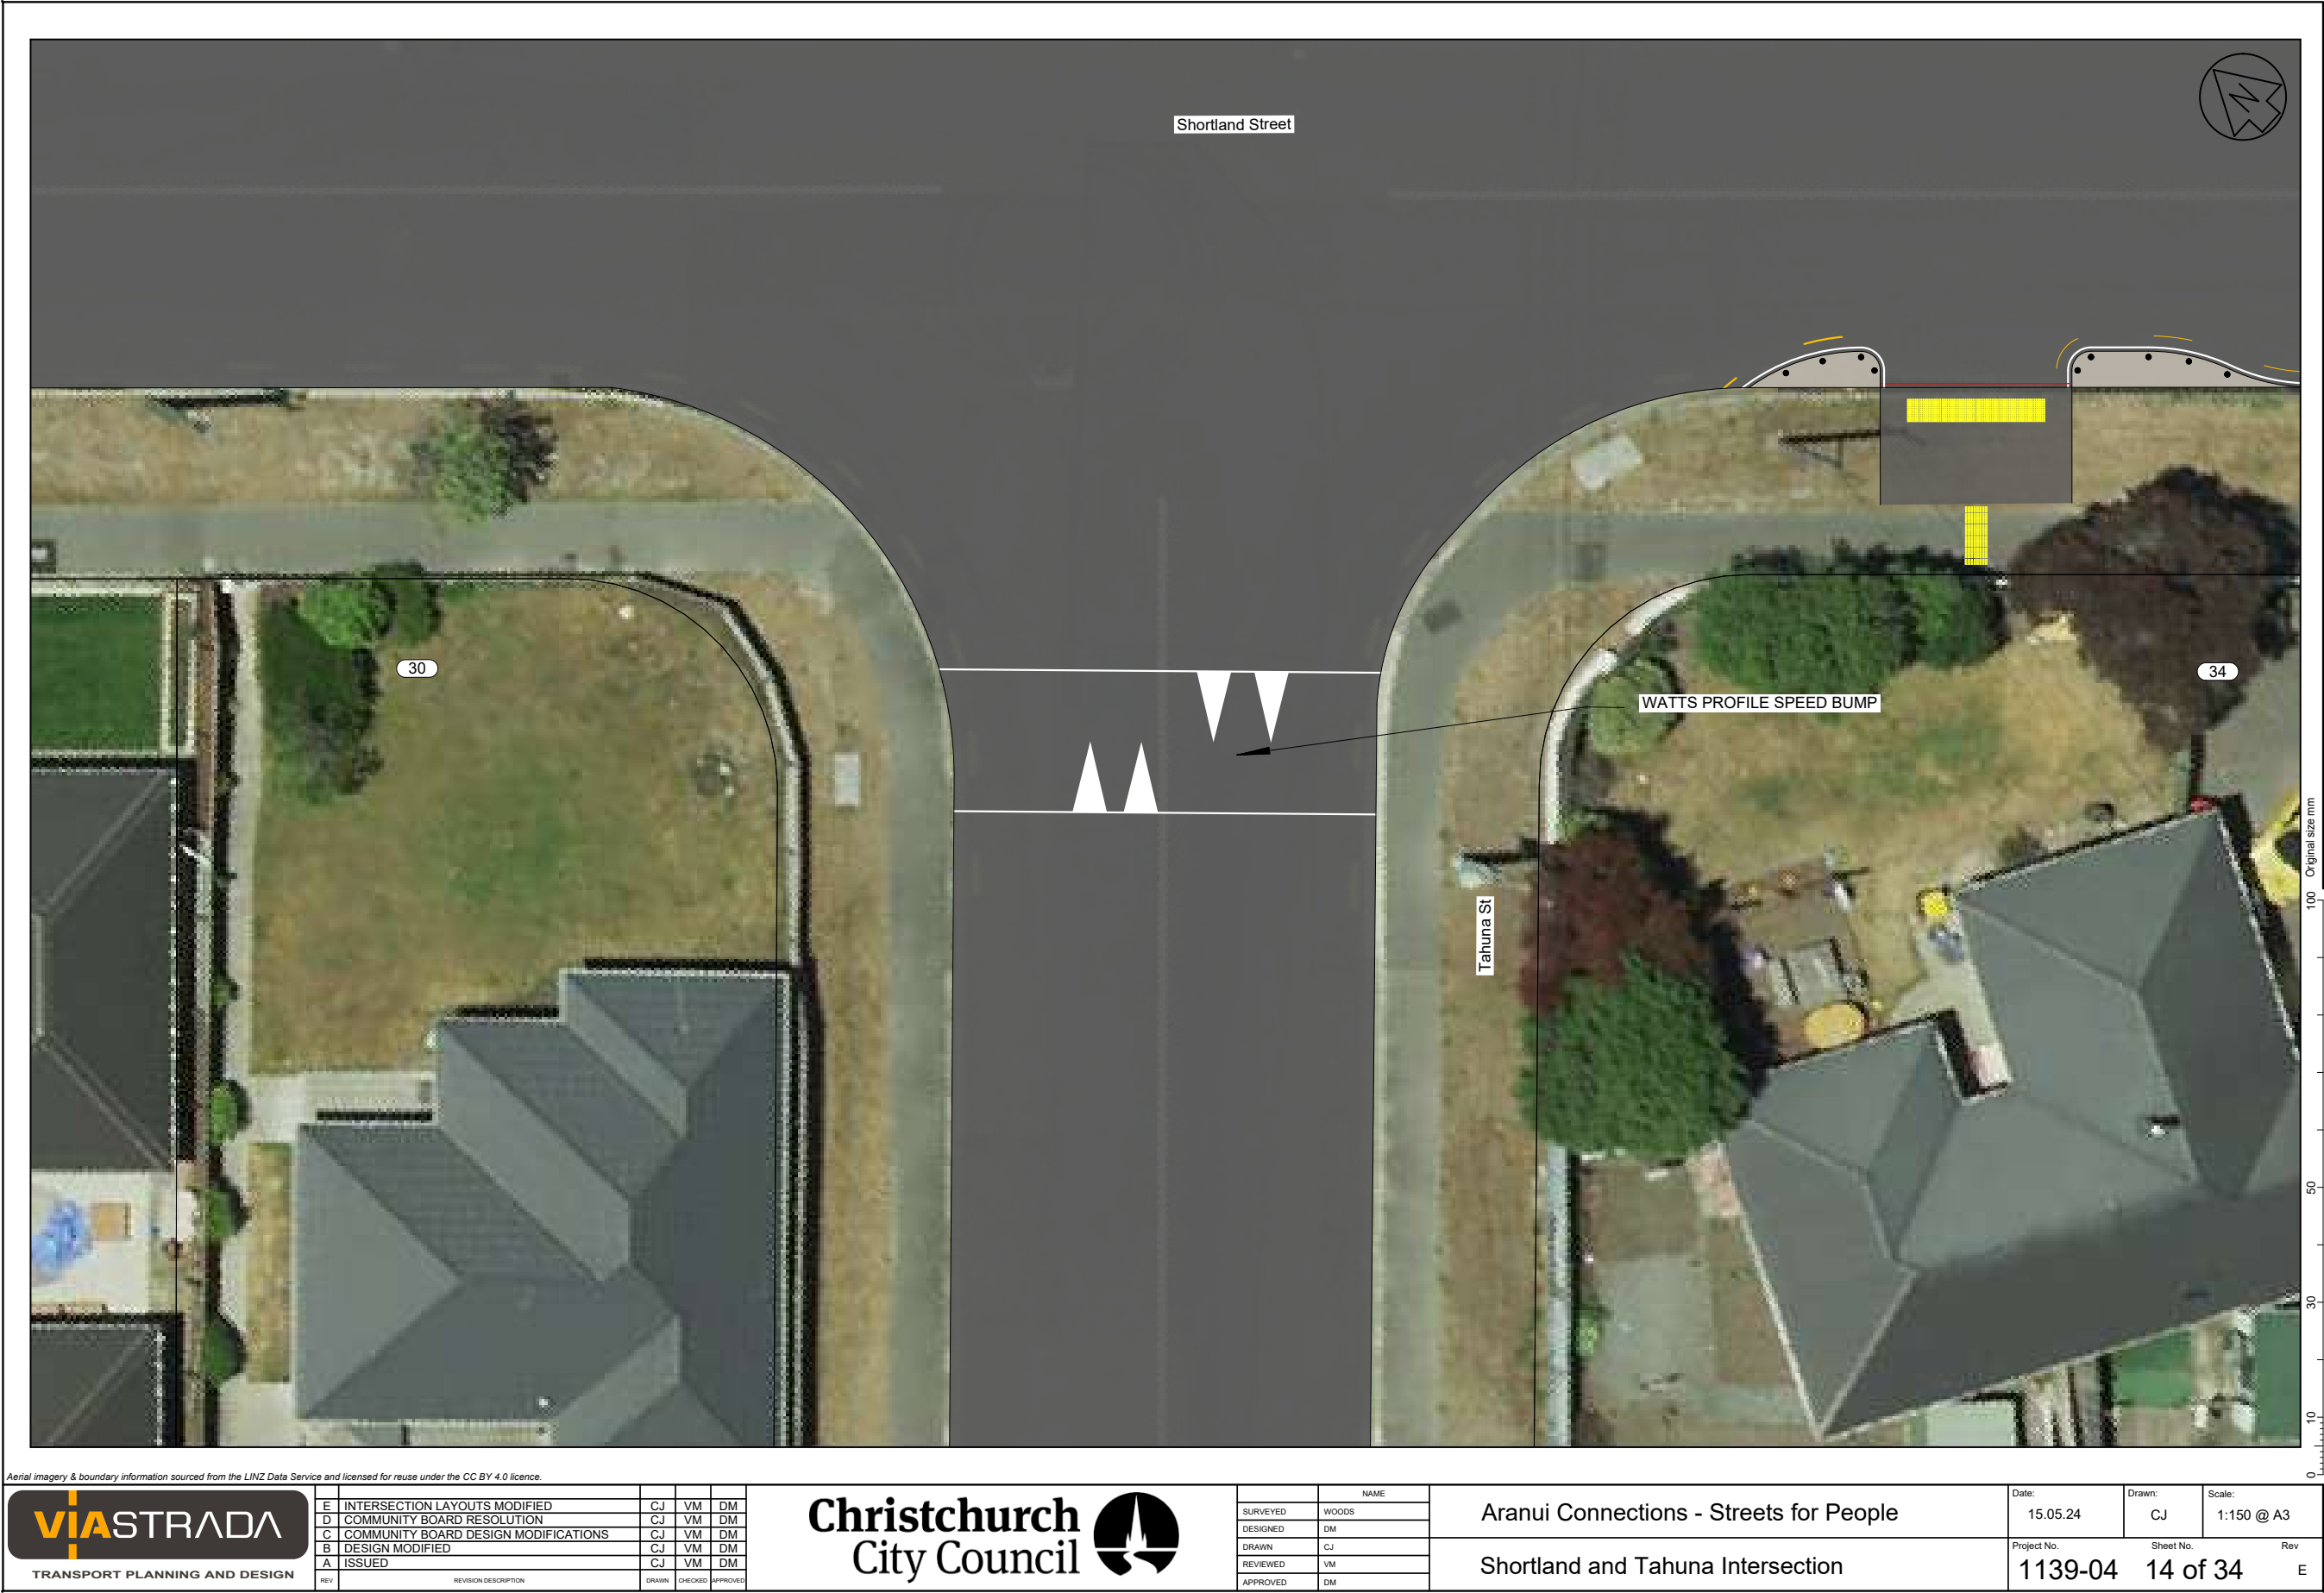 Shortland Street
N
30
34
WATTS PROFILE SPEED BUMP
Tahuna St
100 Original size mm
50
30
10
0
Aerial imagery & boundary information sourced from the LINZ Data Service and licensed for reuse under the CC BY 4.0 licence.
VIASTRADA
TRANSPORT PLANNING AND DESIGN
E INTERSECTION LAYOUTS MODIFIED CJ VM DM
D COMMUNITY BOARD RESOLUTION CJ VM DM
C COMMUNITY BOARD DESIGN MODIFICATIONS CJ VM DM
B DESIGN MODIFIED CJ VM DM
A ISSUED CJ VM DM
REV REVISION DESCRIPTION DRAWN CHECKED APPROVED
Christchurch
City Council
NAME
SURVEYED WOODS
DESIGNED DM
DRAWN CJ
REVIEWED VM
APPROVED DM
Aranui Connections - Streets for People
Shortland and Tahuna Intersection
Date: Drawn: Scale:
15.05.24 CJ 1:150 @ A3
Project No. Sheet No. Rev
1139-04 14 of 34 E